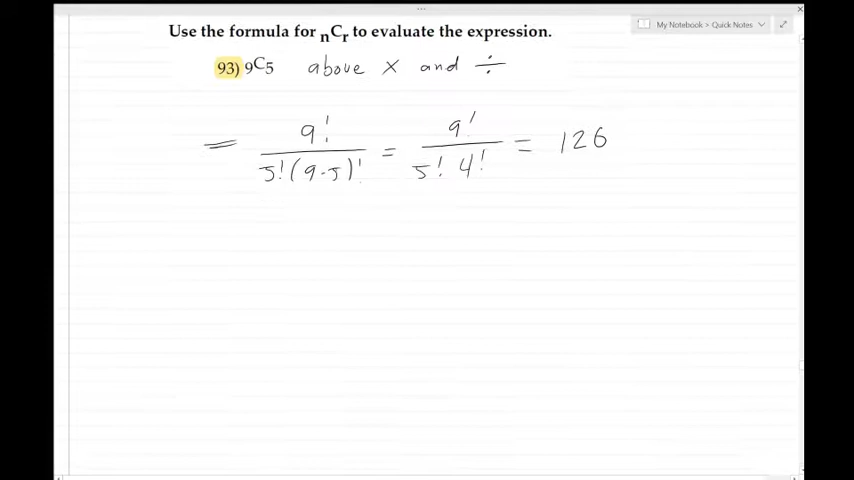 My Notebook > Quick Notes
Use the formula for nCr to evaluate the expression.
93) 9C5 above × and ÷
= 9! / 5!(9-5)! = 9! / 5! 4! = 126